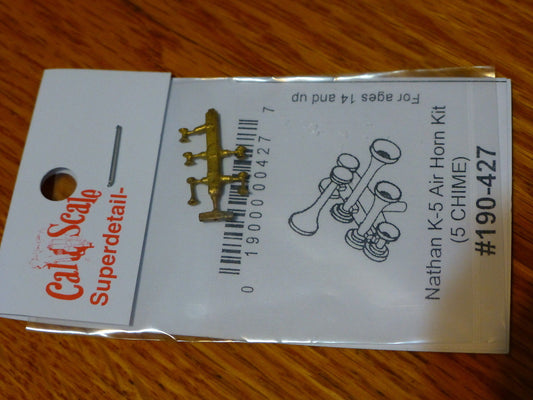 Cal Scale
Superdetail-
For ages 14 and up
0 19000 00427 7
Nathan K-5 Air Horn Kit
(5 CHIME)
#190-427